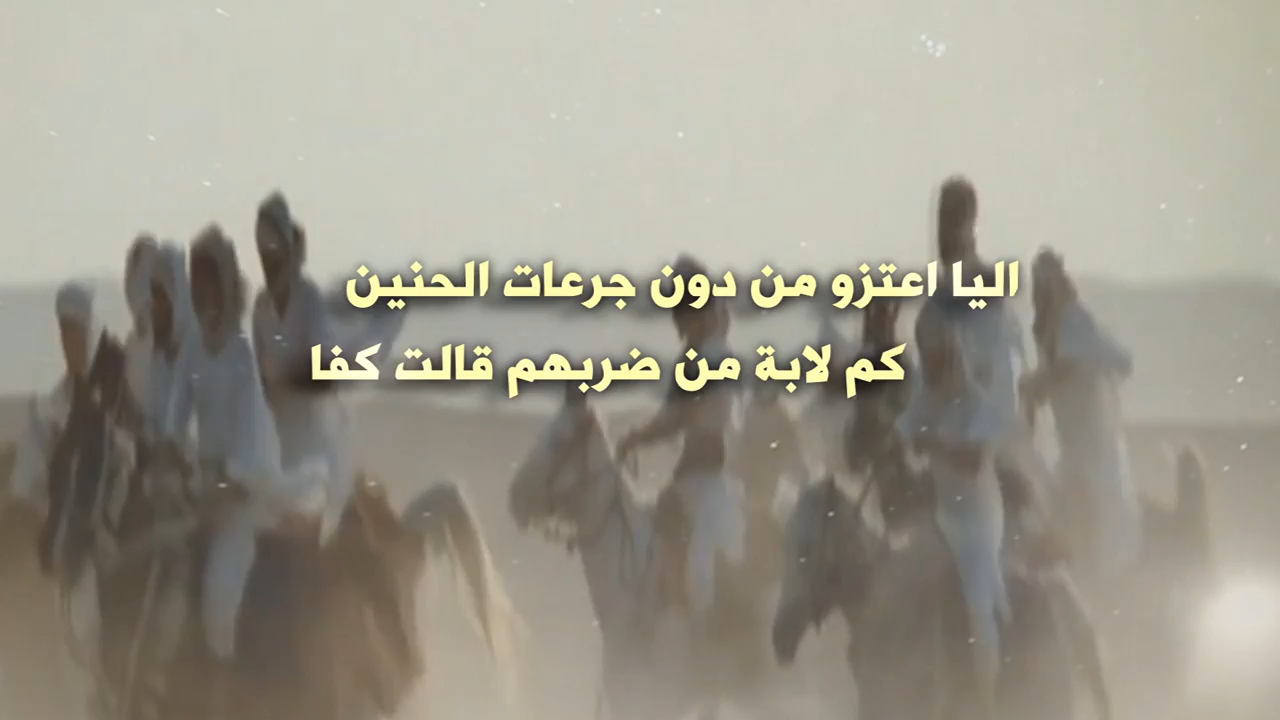 اليا اعتزو من دون جرعات الحنين
كم لابة من ضربهم قالت كفا